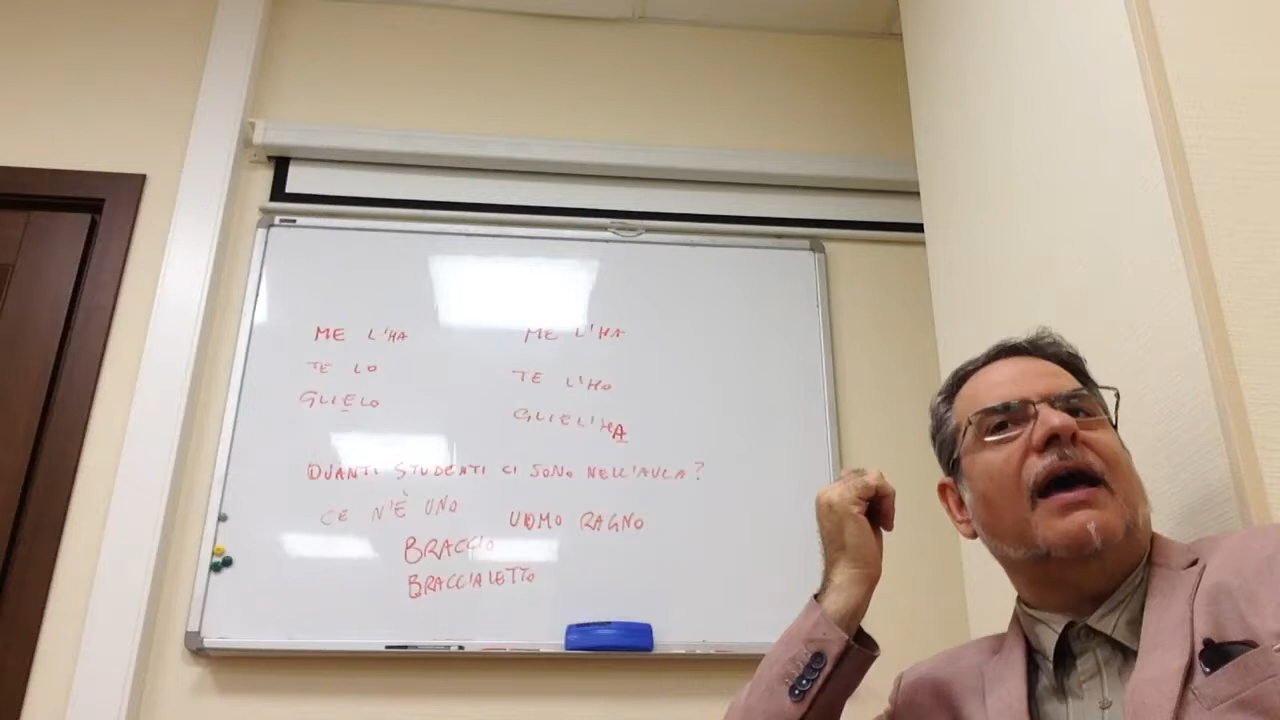 ME L'HA
TE LO
GLIELO
ME L'HA
TE L'HO
GLIEL'HA
QUANTI STUDENTI CI SONO NELL'AULA?
CE N'È UNO
UOMO RAGNO
BRACCIO
BRACCIALETTO